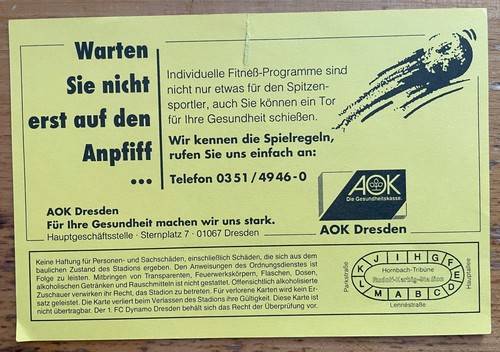 Warten
Sie nicht
erst auf den
Anpfiff
...
Individuelle Fitneß-Programme sind
nicht nur etwas für den Spitzen-
sportler, auch Sie können ein Tor
für Ihre Gesundheit schießen.
Wir kennen die Spielregeln,
rufen Sie uns einfach an:
Telefon 0351/4946-0
AOK
Die Gesundheitskasse.
AOK Dresden
AOK Dresden
Für Ihre Gesundheit machen wir uns stark.
Hauptgeschäftsstelle · Sternplatz 7 · 01067 Dresden
Keine Haftung für Personen- und Sachschäden, einschließlich Schäden, die sich aus dem
baulichen Zustand des Stadions ergeben. Den Anweisungen des Ordnungsdienstes ist
Folge zu leisten. Mitbringen von Transparenten, Feuerwerkskörpern, Flaschen, Dosen,
alkoholischen Getränken und Rauschmitteln ist nicht gestattet. Offensichtlich alkoholisierte
Zuschauer verwirken ihr Recht, das Stadion zu betreten. Für verlorene Karten wird kein Er-
satz geleistet. Die Karte verliert beim Verlassen des Stadions ihre Gültigkeit. Diese Karte ist
nicht übertragbar. Der 1. FC Dynamo Dresden behält sich das Recht der Überprüfung vor.
Parkstraße
K J I H G F
E
L M A B C D
Hornbach-Tribüne
Rudolf-Harbig-Stadion
Lennéstraße
Hauptallee